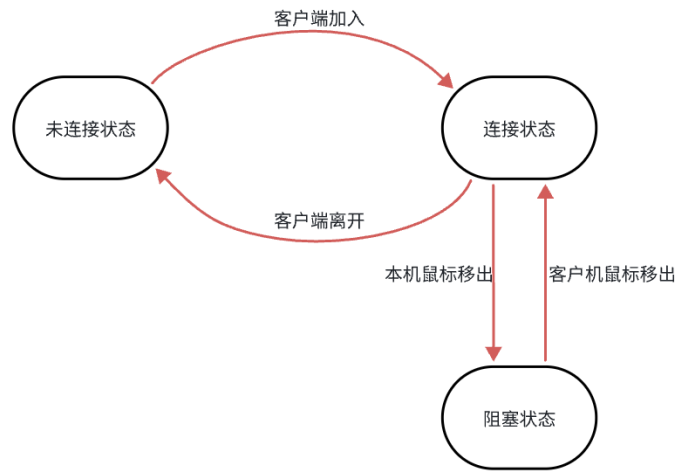 客户端加入
未连接状态
连接状态
客户端离开
本机鼠标移出
客户机鼠标移出
阻塞状态